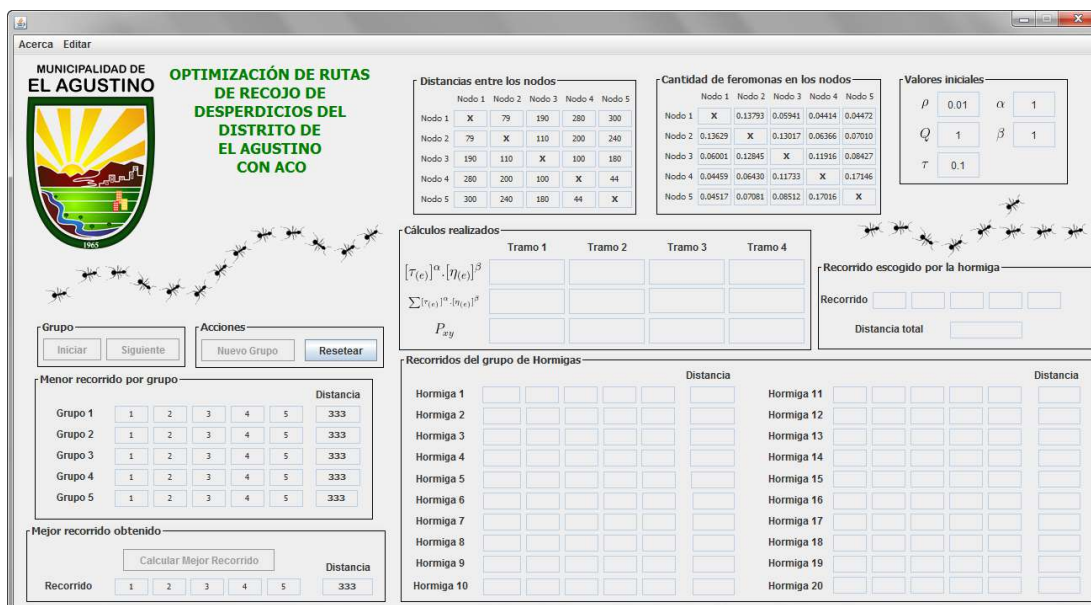 Acerca Editar
MUNICIPALIDAD DE
EL AGUSTINO
1965
OPTIMIZACIÓN DE RUTAS
DE RECOJO DE
DESPERDICIOS DEL
DISTRITO DE
EL AGUSTINO
CON ACO
Distancias entre los nodos
Nodo 1 Nodo 2 Nodo 3 Nodo 4 Nodo 5
Nodo 1 X 79 190 280 300
Nodo 2 79 X 110 200 240
Nodo 3 190 110 X 100 180
Nodo 4 280 200 100 X 44
Nodo 5 300 240 180 44 X
Cantidad de feromonas en los nodos
Nodo 1 Nodo 2 Nodo 3 Nodo 4 Nodo 5
Nodo 1 X 0.13793 0.05941 0.04414 0.04472
Nodo 2 0.13629 X 0.13017 0.06366 0.07010
Nodo 3 0.06001 0.12845 X 0.11916 0.08427
Nodo 4 0.04459 0.06430 0.11733 X 0.17146
Nodo 5 0.04517 0.07081 0.08512 0.17016 X
Valores iniciales
ρ 0.01 α 1
Q 1 β 1
τ 0.1
Cálculos realizados
Tramo 1 Tramo 2 Tramo 3 Tramo 4
[τ(e)]^α.[η(e)]^β
∑[τ(e)]^α.[η(e)]^β
Pxy
Recorrido escogido por la hormiga
Recorrido
Distancia total
Grupo
Iniciar Siguiente
Acciones
Nuevo Grupo Resetear
Menor recorrido por grupo
Distancia
Grupo 1 1 2 3 4 5 333
Grupo 2 1 2 3 4 5 333
Grupo 3 1 2 3 4 5 333
Grupo 4 1 2 3 4 5 333
Grupo 5 1 2 3 4 5 333
Mejor recorrido obtenido
Calcular Mejor Recorrido Distancia
Recorrido 1 2 3 4 5 333
Recorridos del grupo de Hormigas
Distancia Distancia
Hormiga 1 Hormiga 11
Hormiga 2 Hormiga 12
Hormiga 3 Hormiga 13
Hormiga 4 Hormiga 14
Hormiga 5 Hormiga 15
Hormiga 6 Hormiga 16
Hormiga 7 Hormiga 17
Hormiga 8 Hormiga 18
Hormiga 9 Hormiga 19
Hormiga 10 Hormiga 20